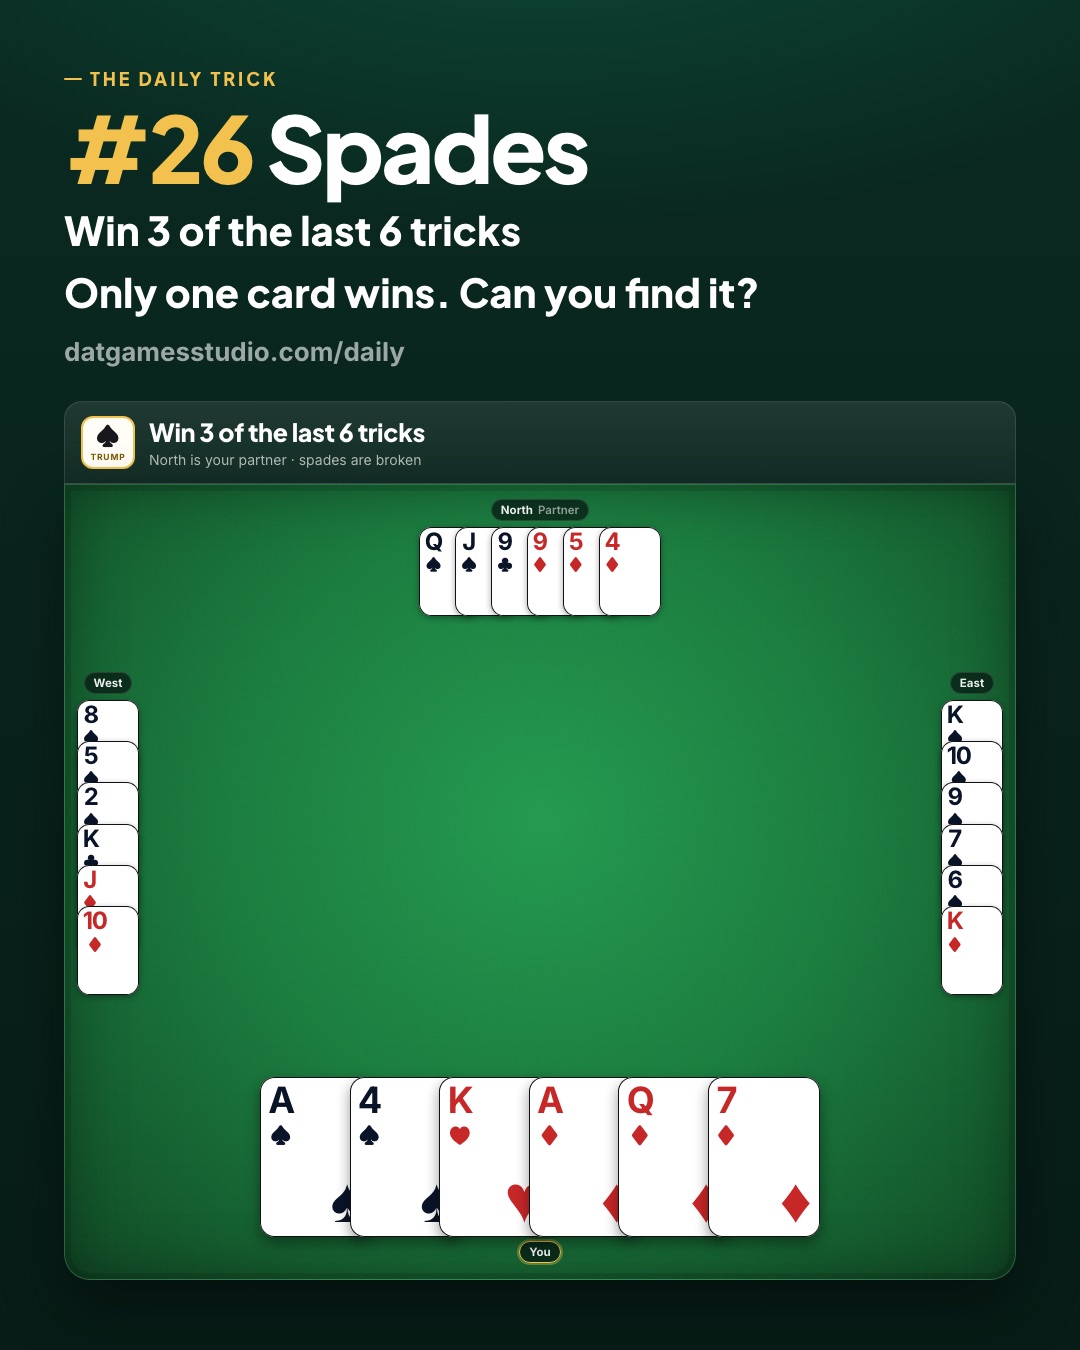 — THE DAILY TRICK
#26 Spades
Win 3 of the last 6 tricks
Only one card wins. Can you find it?
datgamesstudio.com/daily
TRUMP
Win 3 of the last 6 tricks
North is your partner · spades are broken
North Partner
Q J 9 9 5 4
West
8
5
2
K
J
10
East
K
10
9
7
6
K
A 4 K A Q 7
You